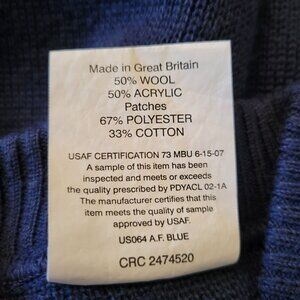 Made in Great Britain
50% WOOL
50% ACRYLIC
Patches
67% POLYESTER
33% COTTON
USAF CERTIFICATION 73 MBU 6-15-07
A sample of this item has been
inspected and meets or exceeds
the quality prescribed by PDYACL 02-1A
The manufacturer certifies that this
item meets the quality of sample
approved by USAF.
US064 A.F. BLUE
CRC 2474520